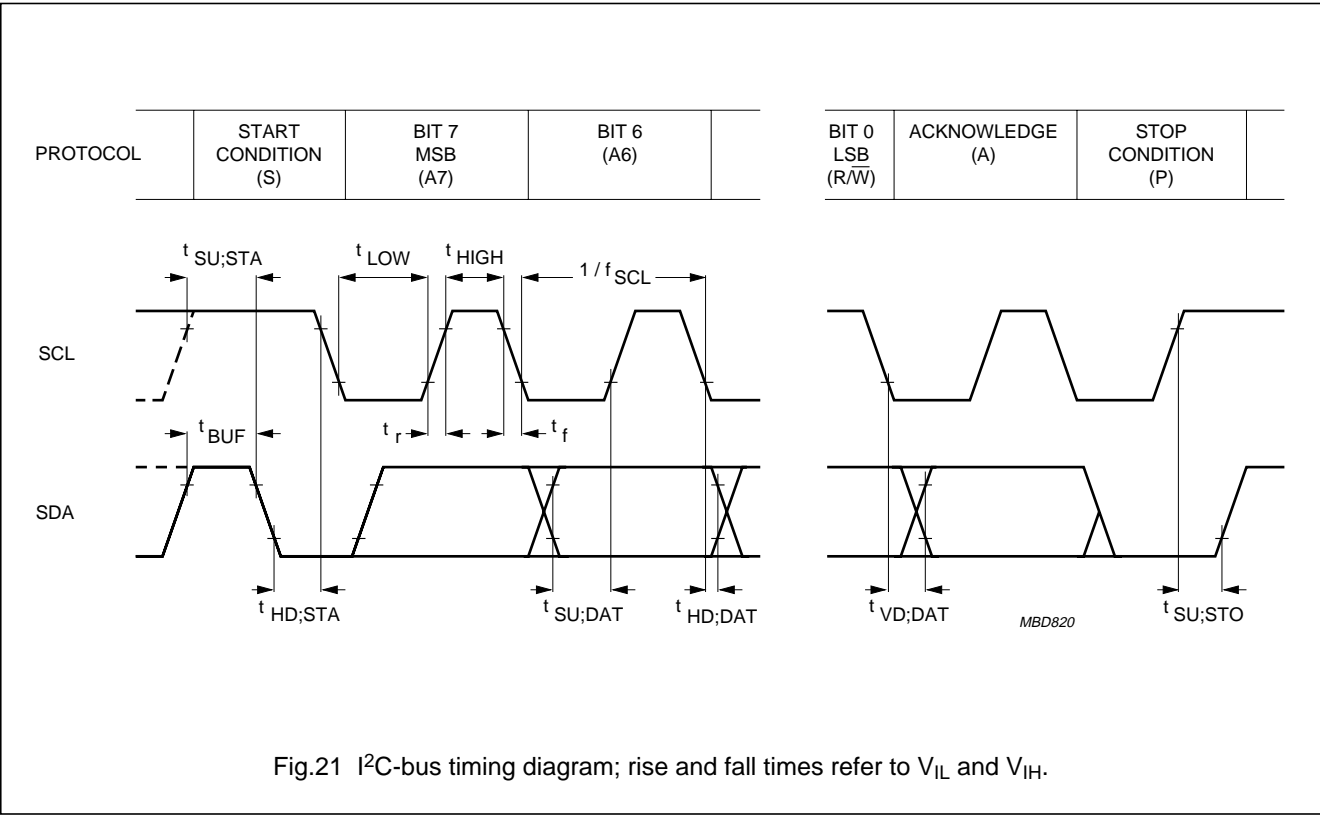 PROTOCOL
START
CONDITION
(S)
BIT 7
MSB
(A7)
BIT 6
(A6)
BIT 0
LSB
(R/W̅)
ACKNOWLEDGE
(A)
STOP
CONDITION
(P)
t SU;STA
t LOW
t HIGH
1 / f SCL
SCL
t BUF
t r
t f
SDA
t HD;STA
t SU;DAT
t HD;DAT
t VD;DAT
MBD820
t SU;STO
Fig.21 I²C-bus timing diagram; rise and fall times refer to VIL and VIH.